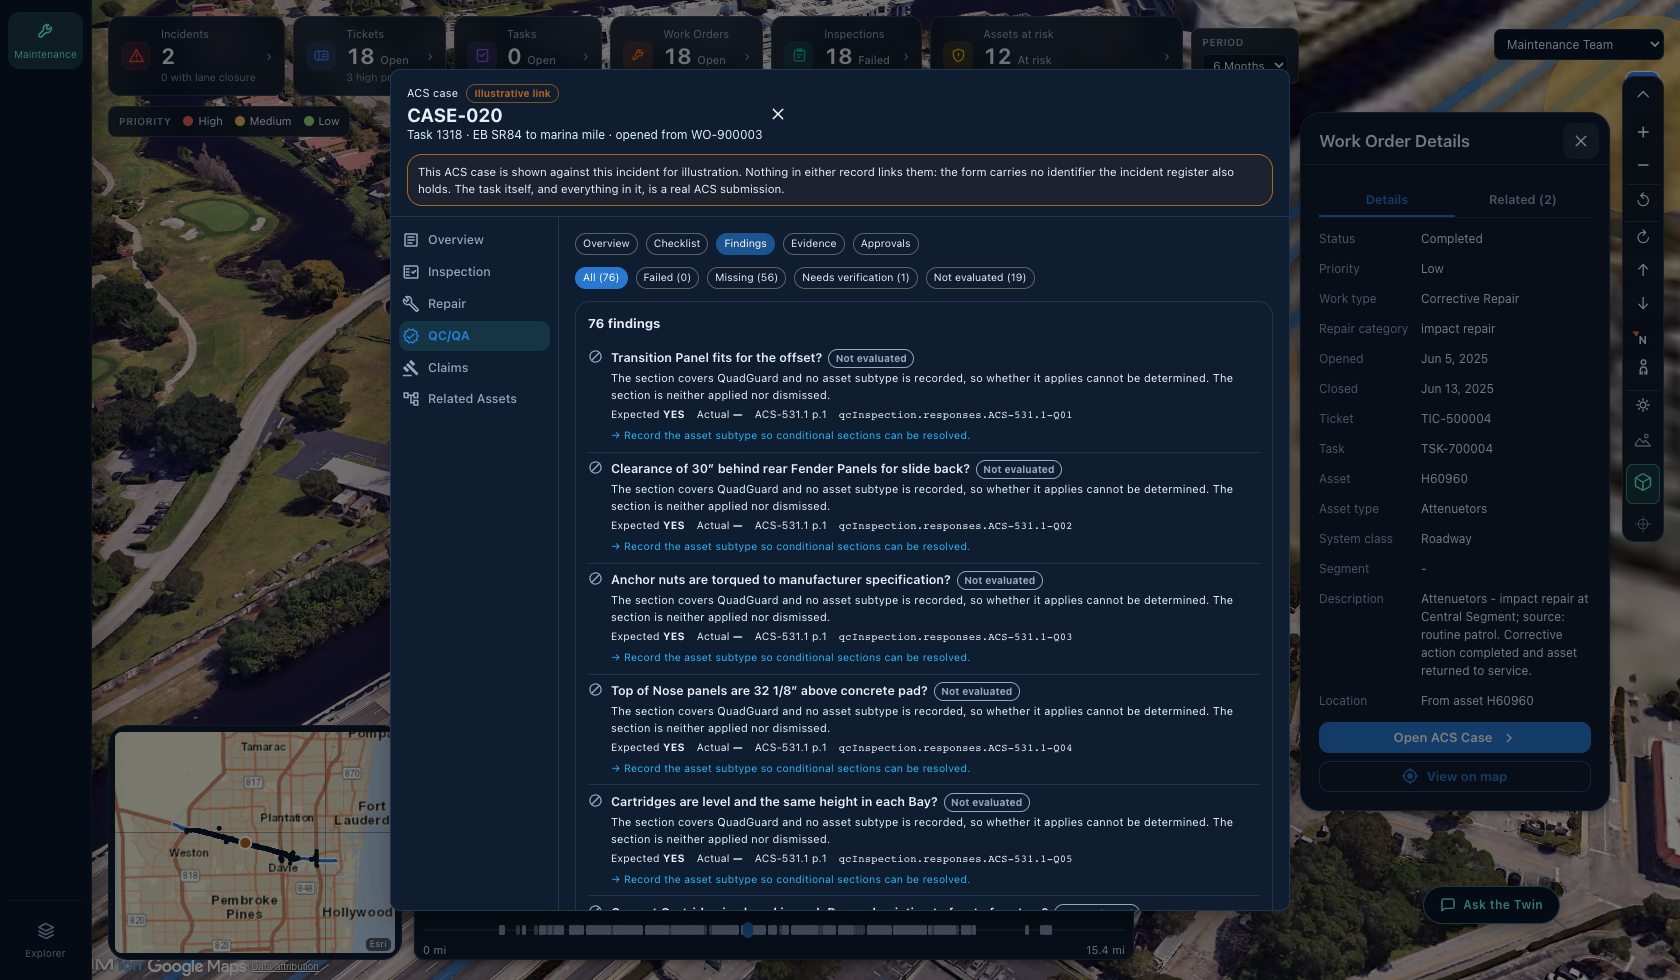 Maintenance
Incidents
2
0 with lane closure
Tickets
18 Open
3 high pr
Tasks
0 Open
Work Orders
18 Open
Inspections
18 Failed
Assets at risk
12 At risk
PERIOD
6 Months
Maintenance Team
PRIORITY High Medium Low
ACS case Illustrative link
CASE-020
Task 1318 · EB SR84 to marina mile · opened from WO-900003
This ACS case is shown against this incident for illustration. Nothing in either record links them: the form carries no identifier the incident register also
holds. The task itself, and everything in it, is a real ACS submission.
Overview
Inspection
Repair
QC/QA
Claims
Related Assets
Overview Checklist Findings Evidence Approvals
All (76) Failed (0) Missing (56) Needs verification (1) Not evaluated (19)
76 findings
Transition Panel fits for the offset? Not evaluated
The section covers QuadGuard and no asset subtype is recorded, so whether it applies cannot be determined. The
section is neither applied nor dismissed.
Expected YES Actual — ACS-531.1 p.1 qcInspection.responses.ACS-531.1-Q01
→ Record the asset subtype so conditional sections can be resolved.
Clearance of 30″ behind rear Fender Panels for slide back? Not evaluated
The section covers QuadGuard and no asset subtype is recorded, so whether it applies cannot be determined. The
section is neither applied nor dismissed.
Expected YES Actual — ACS-531.1 p.1 qcInspection.responses.ACS-531.1-Q02
→ Record the asset subtype so conditional sections can be resolved.
Anchor nuts are torqued to manufacturer specification? Not evaluated
The section covers QuadGuard and no asset subtype is recorded, so whether it applies cannot be determined. The
section is neither applied nor dismissed.
Expected YES Actual — ACS-531.1 p.1 qcInspection.responses.ACS-531.1-Q03
→ Record the asset subtype so conditional sections can be resolved.
Top of Nose panels are 32 1/8″ above concrete pad? Not evaluated
The section covers QuadGuard and no asset subtype is recorded, so whether it applies cannot be determined. The
section is neither applied nor dismissed.
Expected YES Actual — ACS-531.1 p.1 qcInspection.responses.ACS-531.1-Q04
→ Record the asset subtype so conditional sections can be resolved.
Cartridges are level and the same height in each Bay? Not evaluated
The section covers QuadGuard and no asset subtype is recorded, so whether it applies cannot be determined. The
section is neither applied nor dismissed.
Expected YES Actual — ACS-531.1 p.1 qcInspection.responses.ACS-531.1-Q05
→ Record the asset subtype so conditional sections can be resolved.
Work Order Details
Details Related (2)
Status Completed
Priority Low
Work type Corrective Repair
Repair category impact repair
Opened Jun 5, 2025
Closed Jun 13, 2025
Ticket TIC-500004
Task TSK-700004
Asset H60960
Asset type Attenuetors
System class Roadway
Segment -
Description Attenuetors - impact repair at
Central Segment; source:
routine patrol. Corrective
action completed and asset
returned to service.
Location From asset H60960
Open ACS Case
View on map
N
Ask the Twin
Tamarac
Pompa
870
817
Fort
Plantation
Lauderd
Weston
Davie
818
848
Pembroke
Pines
Hollywood
820
823
Esri
Explorer
Google Maps Data attribution
0 mi
15.4 mi